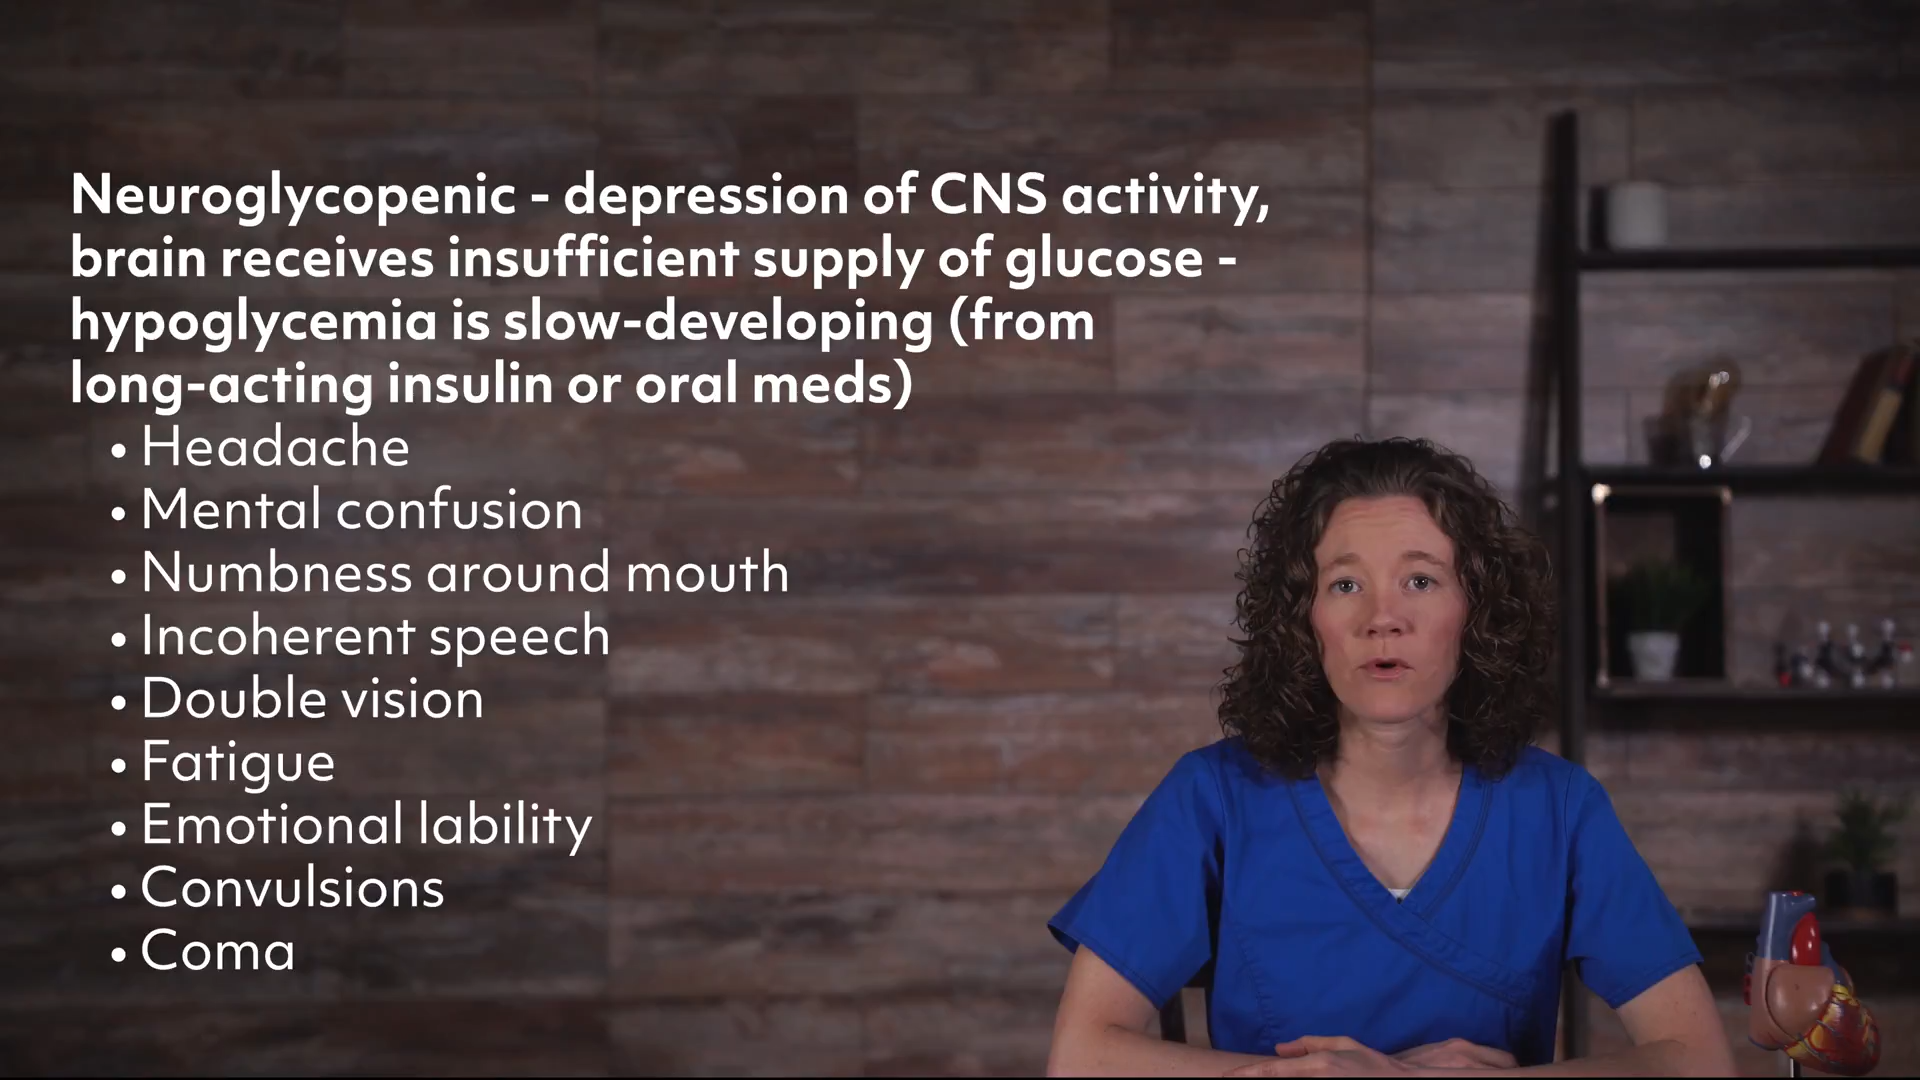 Neuroglycopenic - depression of CNS activity,
brain receives insufficient supply of glucose -
hypoglycemia is slow-developing (from
long-acting insulin or oral meds)
• Headache
• Mental confusion
• Numbness around mouth
• Incoherent speech
• Double vision
• Fatigue
• Emotional lability
• Convulsions
• Coma